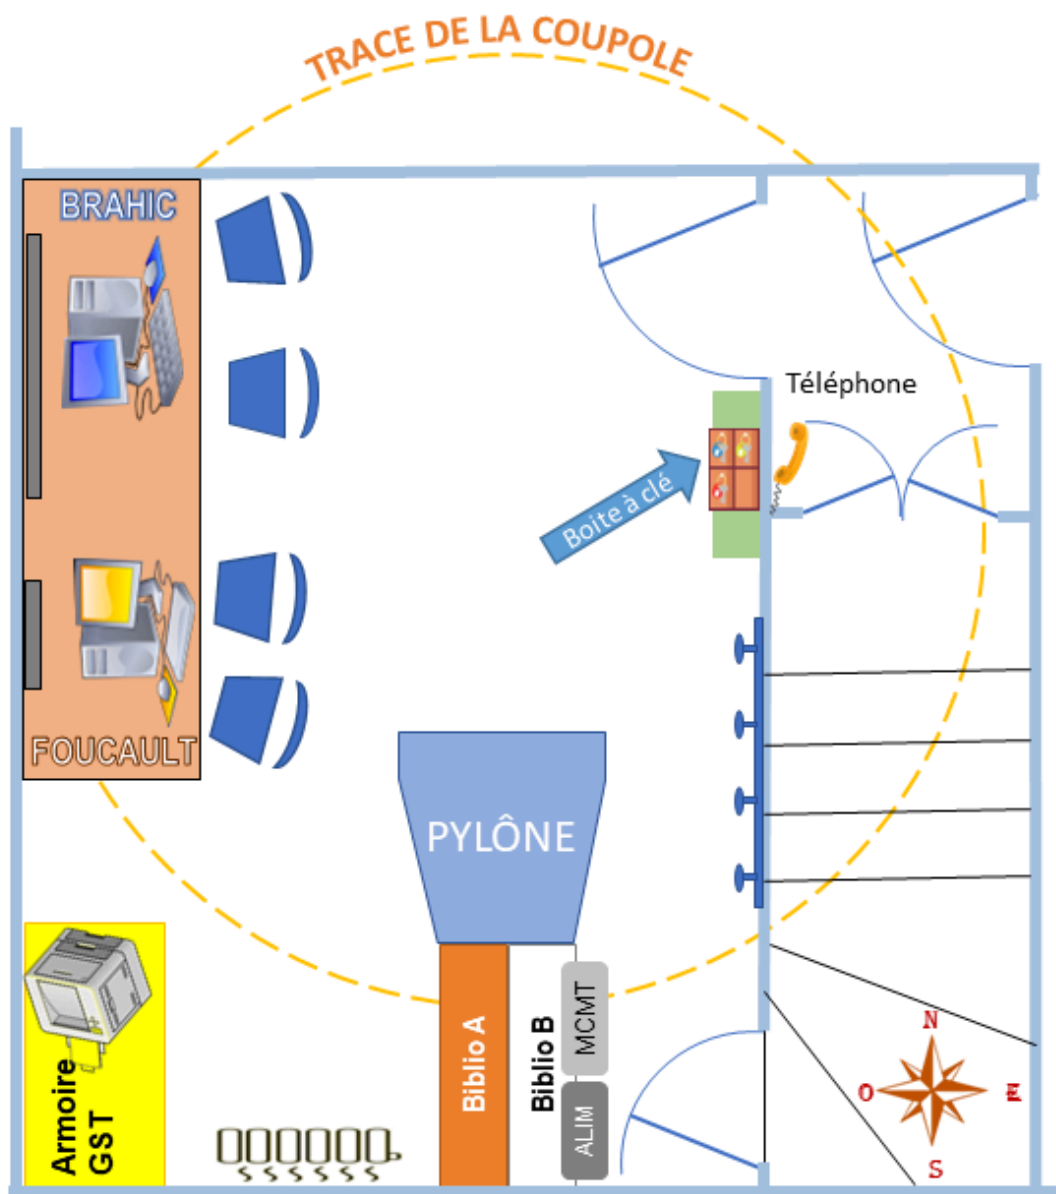 TRACE DE LA COUPOLE
BRAHIC
Téléphone
Boite à clé
FOUCAULT
PYLÔNE
Biblio A
Biblio B
MCMT
ALIM
Armoire
GST
N
O
E
S